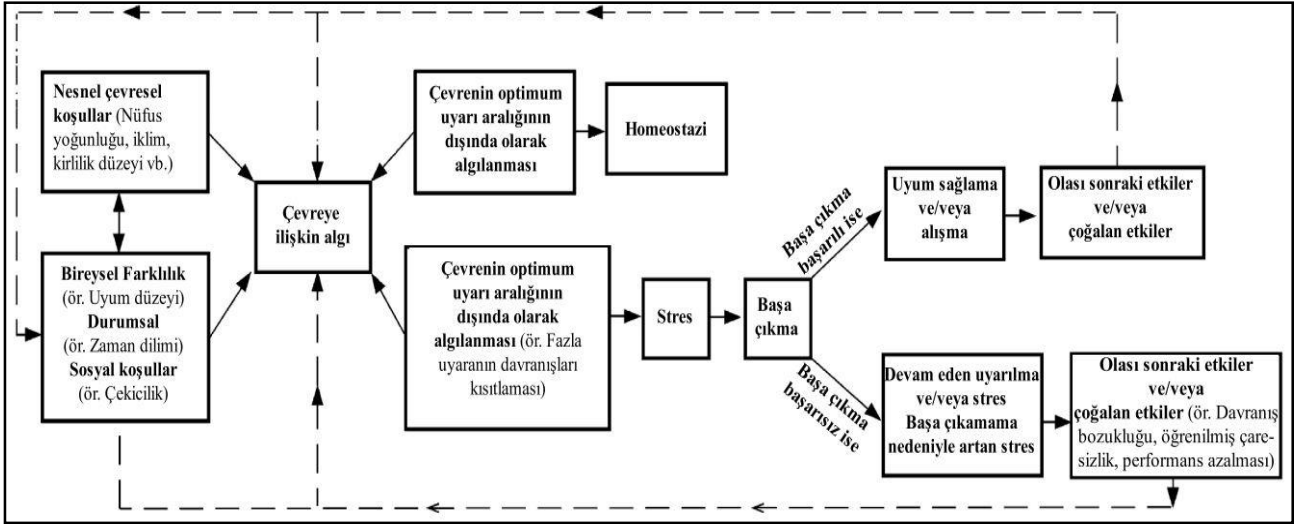 Nesnel çevresel
koşullar (Nüfus
yoğunluğu, iklim,
kirlilik düzeyi vb.)
Bireysel Farklılık
(ör. Uyum düzeyi)
Durumsal
(ör. Zaman dilimi)
Sosyal koşullar
(ör. Çekicilik)
Çevreye
ilişkin algı
Çevrenin optimum
uyarı aralığının
dışında olarak
algılanması
Homeostazi
Çevrenin optimum
uyarı aralığının
dışında olarak
algılanması (ör. Fazla
uyaranın davranışları
kısıtlaması)
Stres
Başa
çıkma
Başa çıkma
başarılı ise
Uyum sağlama
ve/veya
alışma
Olası sonraki etkiler
ve/veya
çoğalan etkiler
Başa çıkma
başarısız ise
Devam eden uyarılma
ve/veya stres
Başa çıkamama
nedeniyle artan stres
Olası sonraki etkiler
ve/veya
çoğalan etkiler (ör. Davranış
bozukluğu, öğrenilmiş çare-
sizlik, performans azalması)